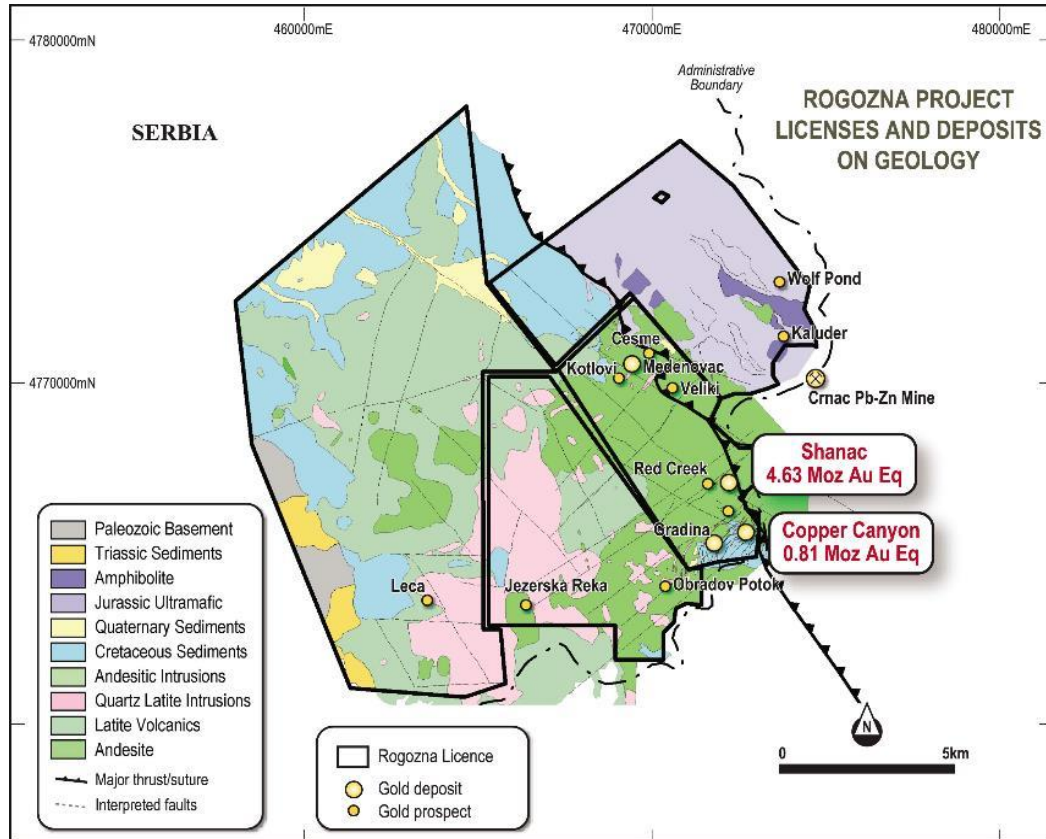 460000mE
470000mE
480000mE
4780000mN
Administrative
Boundary
ROGOZNA PROJECT
LICENSES AND DEPOSITS
ON GEOLOGY
SERBIA
Wolf Pond
Kaluder
Cesme
Kotlovi
Medenovac
Veliki
4770000mN
Crnac Pb-Zn Mine
Shanac
4.63 Moz Au Eq
Red Creek
Gradina
Copper Canyon
0.81 Moz Au Eq
Leca
Jezerska Reka
Obradov Potok
Paleozoic Basement
Triassic Sediments
Amphibolite
Jurassic Ultramafic
Quaternary Sediments
Cretaceous Sediments
Andesitic Intrusions
Quartz Latite Intrusions
Latite Volcanics
Andesite
Major thrust/suture
Interpreted faults
Rogozna Licence
Gold deposit
Gold prospect
N
0
5km